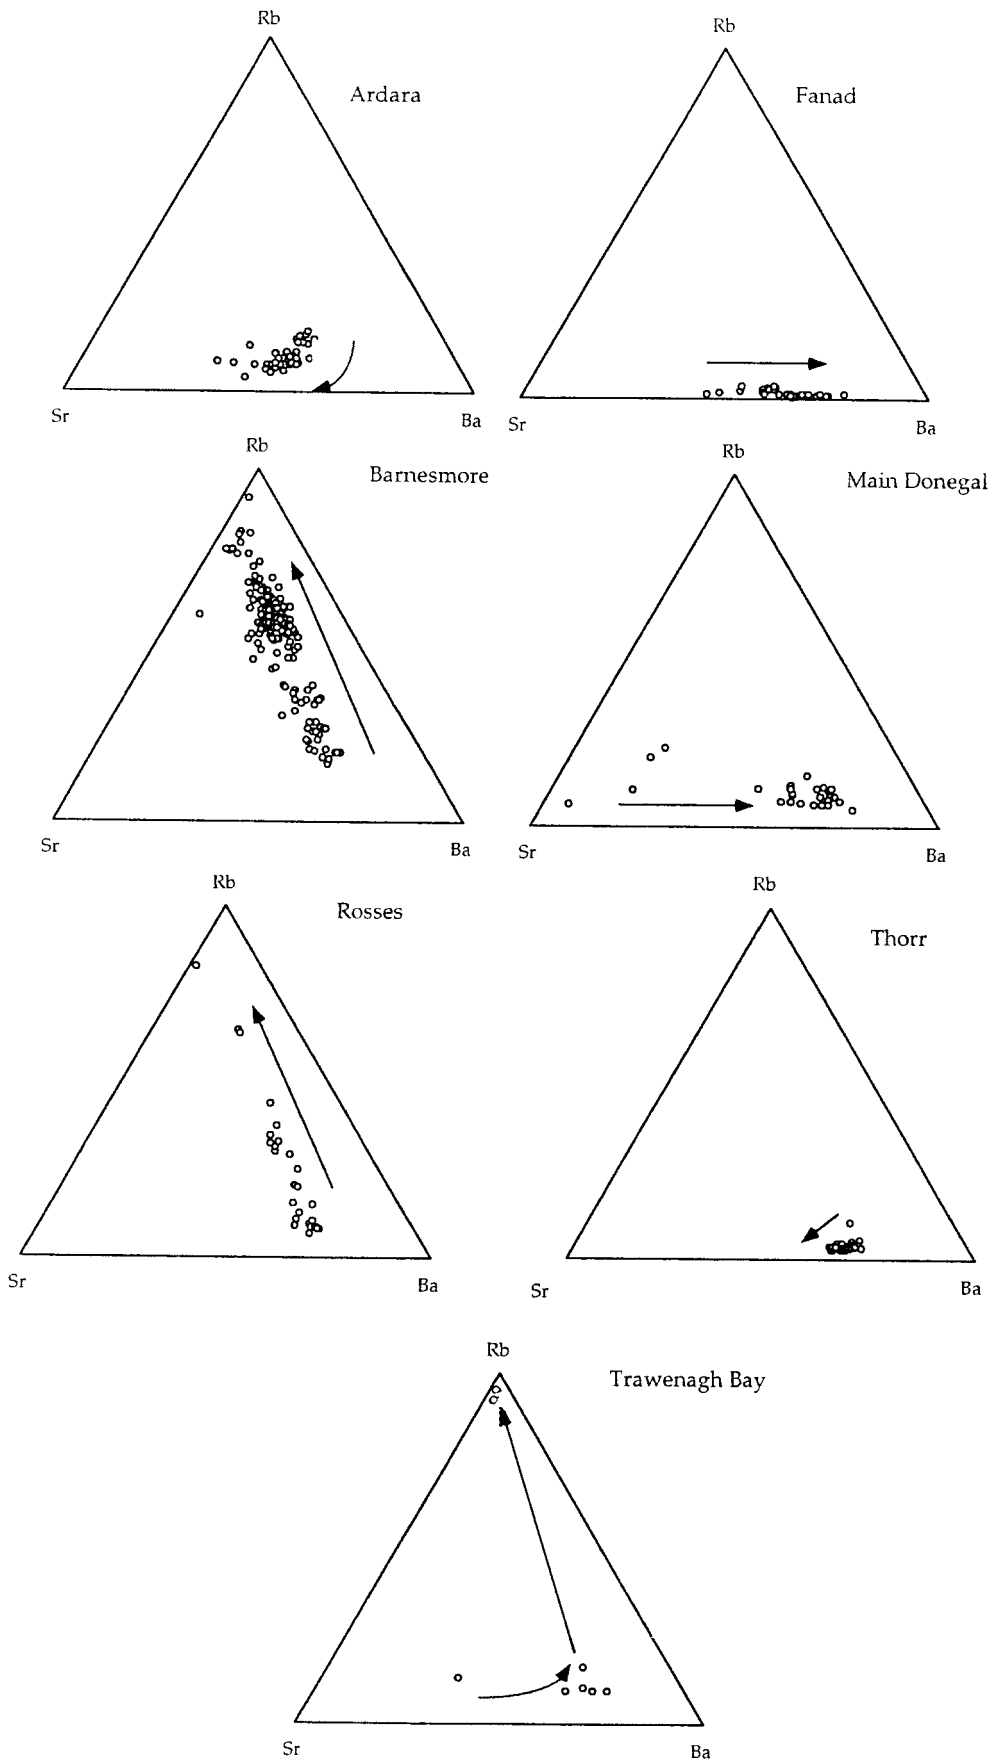 Rb
Ardara
Sr
Ba
Rb
Fanad
Sr
Ba
Rb
Barnesmore
Sr
Ba
Rb
Main Donegal
Sr
Ba
Rb
Rosses
Sr
Ba
Rb
Thorr
Sr
Ba
Rb
Trawenagh Bay
Sr
Ba